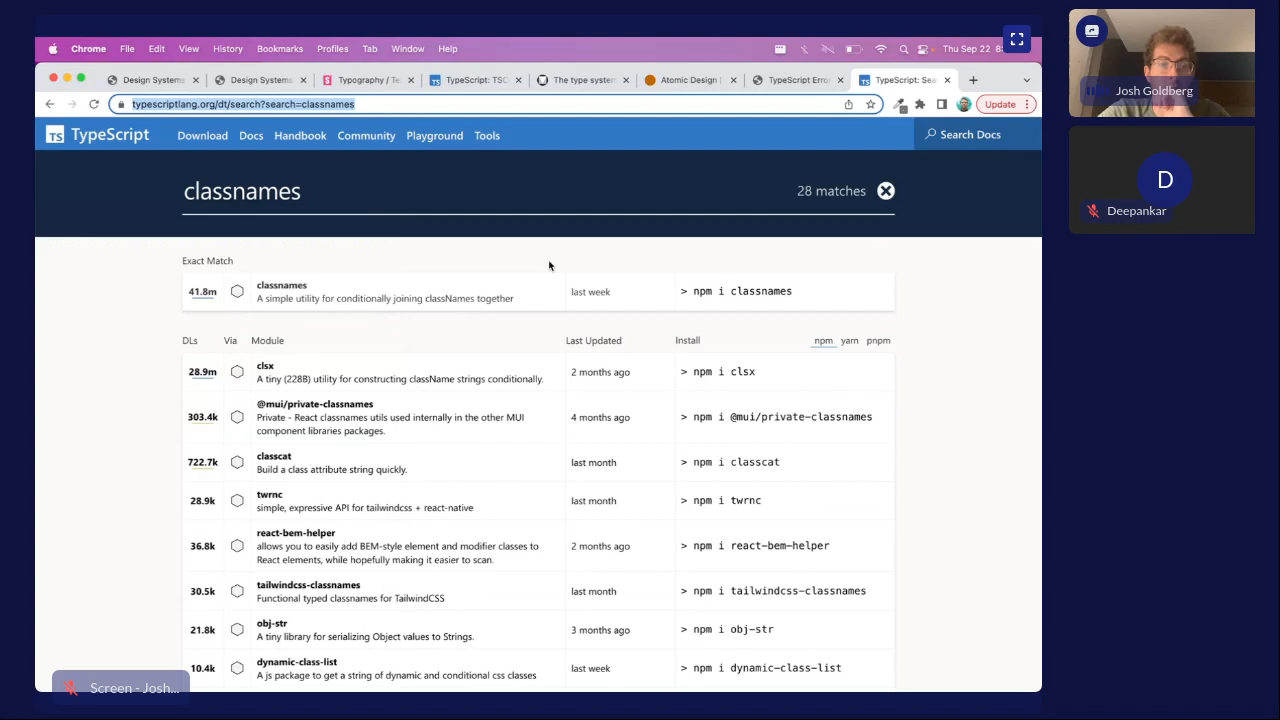 Chrome File Edit View History Bookmarks Profiles Tab Window Help
Thu Sep 22 8:
Design Systems
Design Systems
Typography / Te
TypeScript: TSC
The type system
Atomic Design |
TypeScript Error
TypeScript: Sea
typescriptlang.org/dt/search?search=classnames
Update
TS TypeScript Download Docs Handbook Community Playground Tools Search Docs
classnames 28 matches
Exact Match
41.8m classnames last week > npm i classnames
A simple utility for conditionally joining classNames together
DLs Via Module Last Updated Install npm yarn pnpm
28.9m clsx 2 months ago > npm i clsx
A tiny (228B) utility for constructing className strings conditionally.
303.4k @mui/private-classnames 4 months ago > npm i @mui/private-classnames
Private - React classnames utils used internally in the other MUI
component libraries packages.
722.7k classcat last month > npm i classcat
Build a class attribute string quickly.
28.9k twrnc last month > npm i twrnc
simple, expressive API for tailwindcss + react-native
36.8k react-bem-helper 2 months ago > npm i react-bem-helper
allows you to easily add BEM-style element and modifier classes to
React elements, while hopefully making it easier to scan.
30.5k tailwindcss-classnames last month > npm i tailwindcss-classnames
Functional typed classnames for TailwindCSS
21.8k obj-str 3 months ago > npm i obj-str
A tiny library for serializing Object values to Strings.
10.4k dynamic-class-list last week > npm i dynamic-class-list
A js package to get a string of dynamic and conditional css classes
Screen - Josh...
Josh Goldberg
D
Deepankar